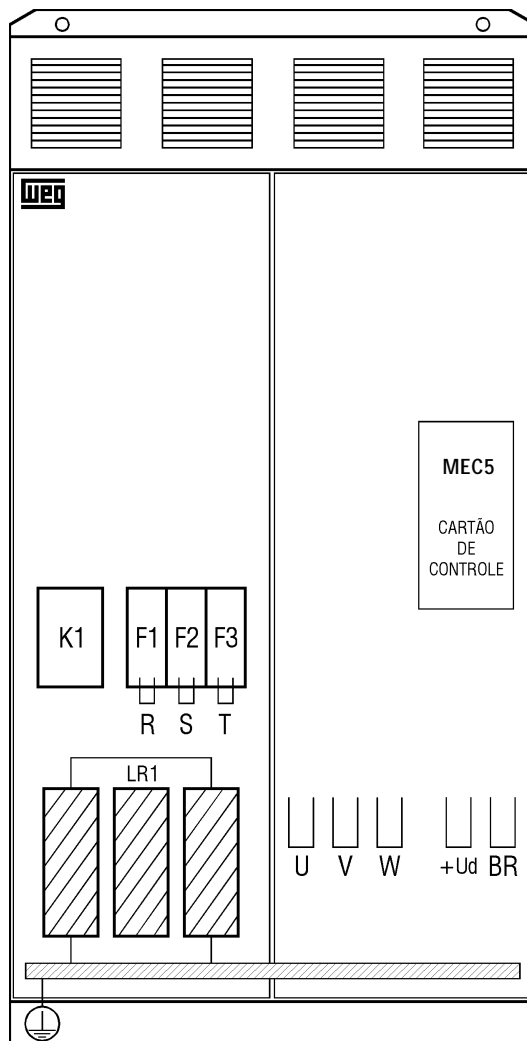 weg
MEC5
CARTÃO
DE
CONTROLE
K1
F1 F2 F3
R S T
LR1
U V W +Ud BR